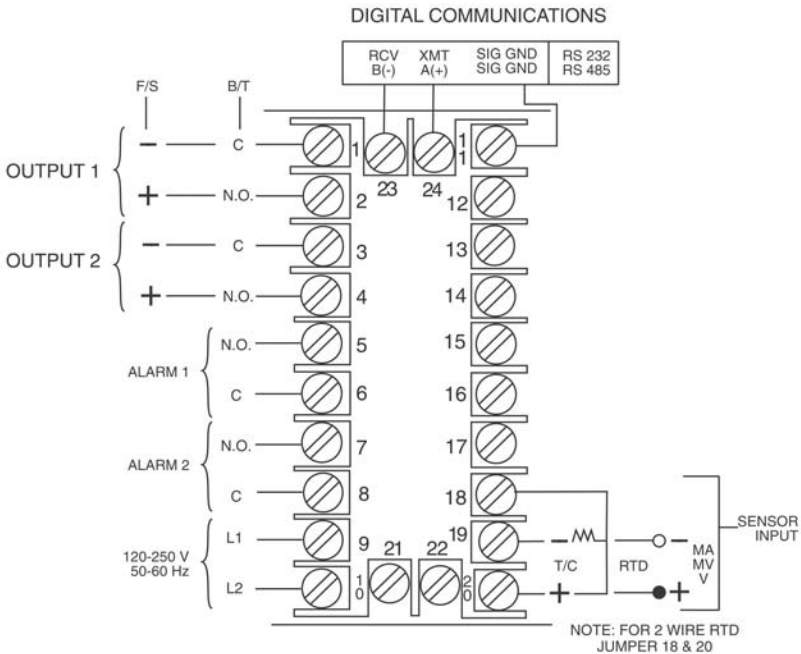 DIGITAL COMMUNICATIONS
RCV XMT SIG GND RS 232
B(-) A(+) SIG GND RS 485
F/S B/T
OUTPUT 1
− C 1
+ N.O. 2
OUTPUT 2
− C 3
+ N.O. 4
ALARM 1
N.O. 5
C 6
ALARM 2
N.O. 7
C 8
120-250 V
50-60 Hz
L1 9
L2 10
23 24
11
12
13
14
15
16
17
18
19
20
21 22
− T/C +
RTD
− +
MA
MV
V
SENSOR
INPUT
NOTE: FOR 2 WIRE RTD
JUMPER 18 & 20